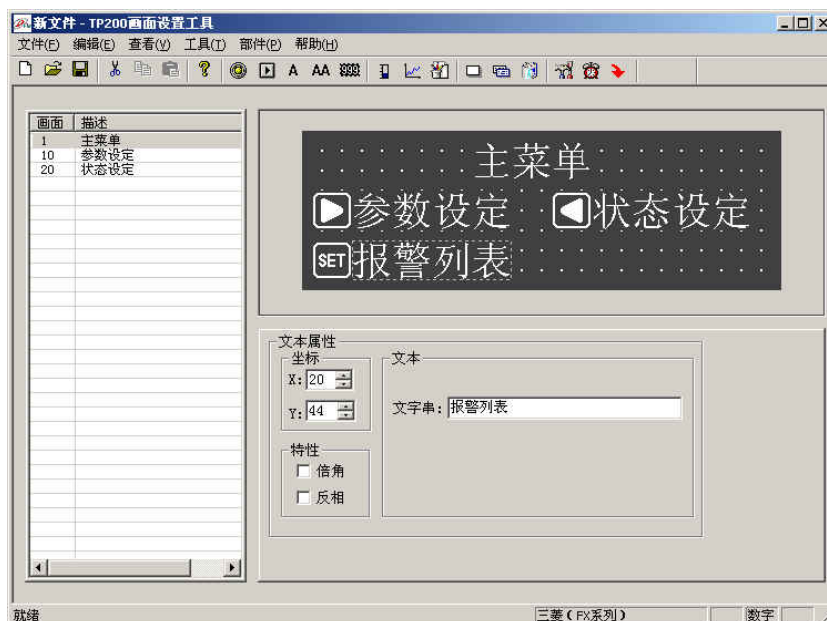 新文件 - TP200画面设置工具
文件(F) 编辑(E) 查看(V) 工具(T) 部件(P) 帮助(H)
A AA
画面 描述
1 主菜单
10 参数设定
20 状态设定
主菜单
参数设定 状态设定
SET 报警列表
文本属性
坐标
X: 20
Y: 44
特性
倍角
反相
文本
文字串: 报警列表
就绪
三菱(FX系列)
数字